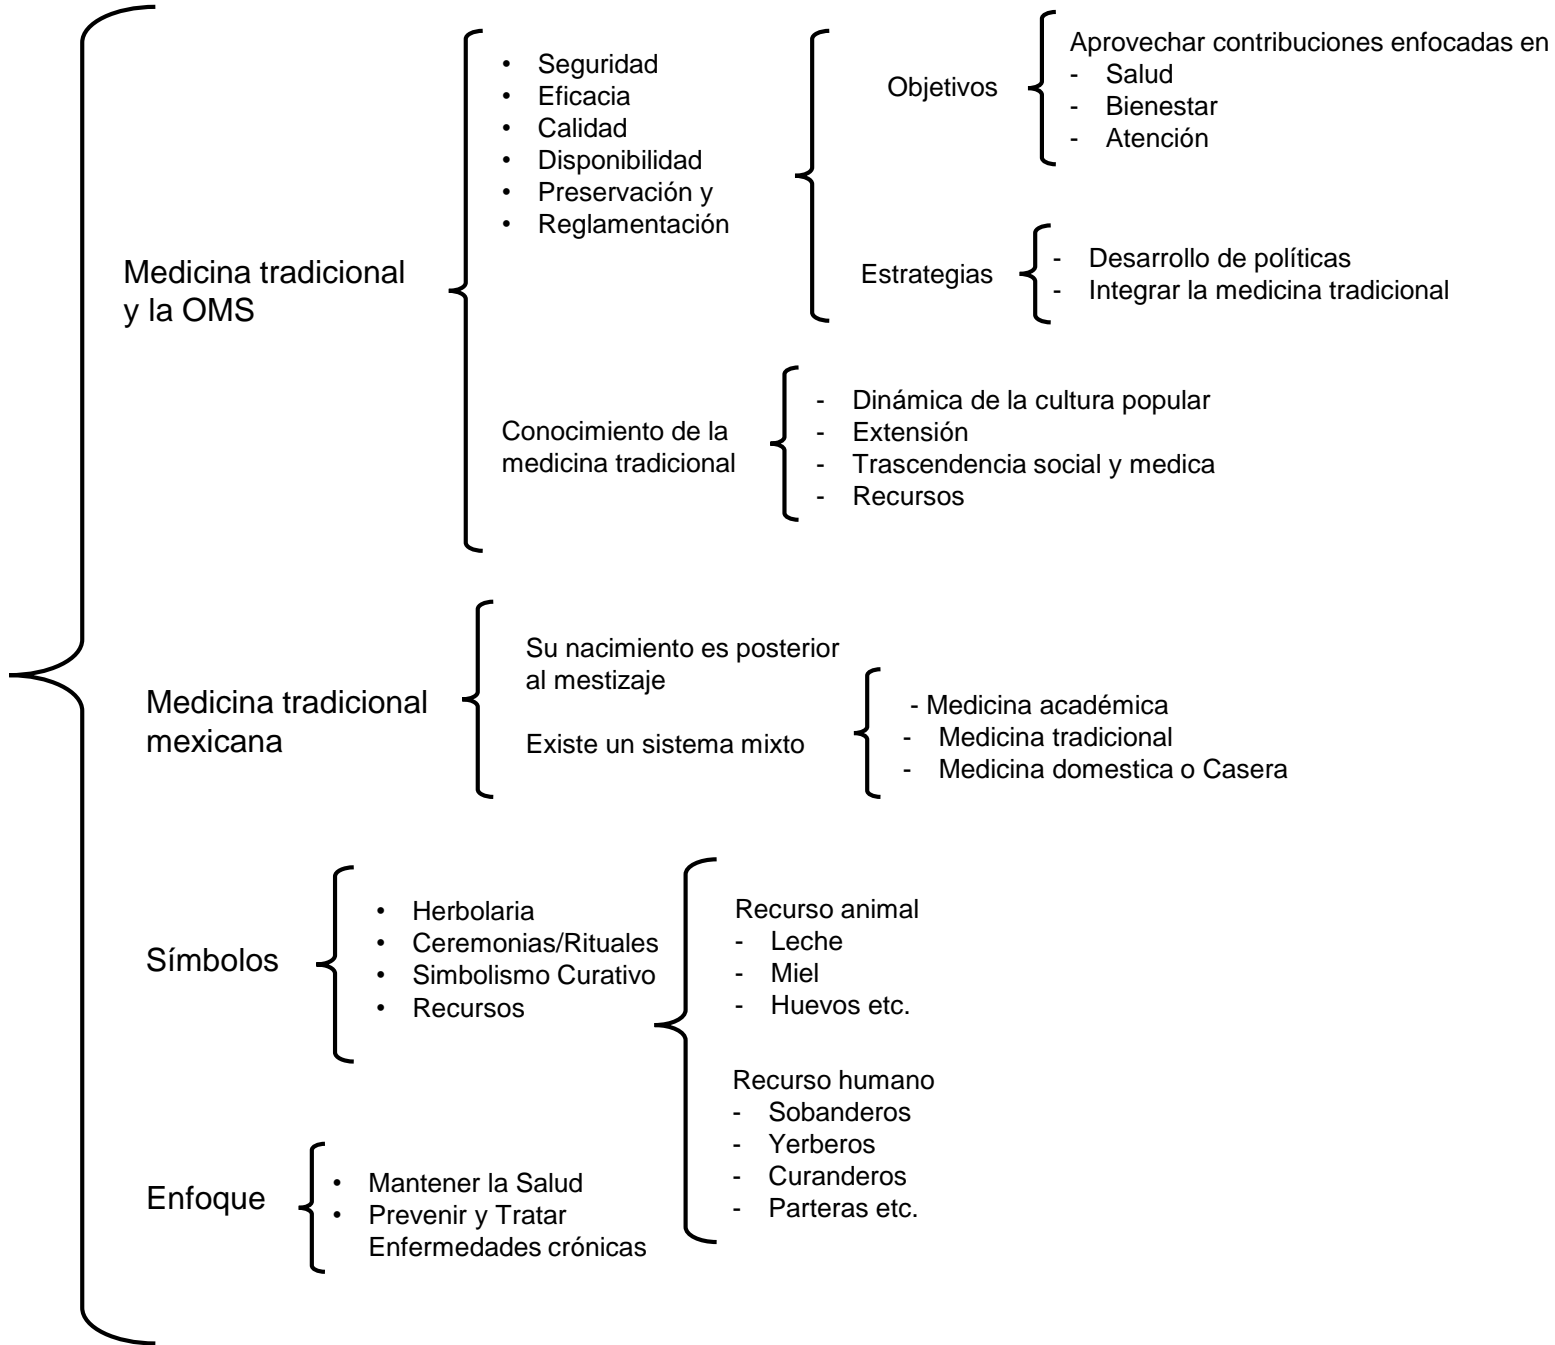 Medicina tradicional
y la OMS
• Seguridad
• Eficacia
• Calidad
• Disponibilidad
• Preservación y
• Reglamentación
Objetivos
Aprovechar contribuciones enfocadas en
- Salud
- Bienestar
- Atención
Estrategias
- Desarrollo de políticas
- Integrar la medicina tradicional
Conocimiento de la
medicina tradicional
- Dinámica de la cultura popular
- Extensión
- Trascendencia social y medica
- Recursos
Medicina tradicional
mexicana
Su nacimiento es posterior
al mestizaje
Existe un sistema mixto
- Medicina académica
- Medicina tradicional
- Medicina domestica o Casera
Símbolos
• Herbolaria
• Ceremonias/Rituales
• Simbolismo Curativo
• Recursos
Recurso animal
- Leche
- Miel
- Huevos etc.
Recurso humano
- Sobanderos
- Yerberos
- Curanderos
- Parteras etc.
Enfoque
• Mantener la Salud
• Prevenir y Tratar
Enfermedades crónicas